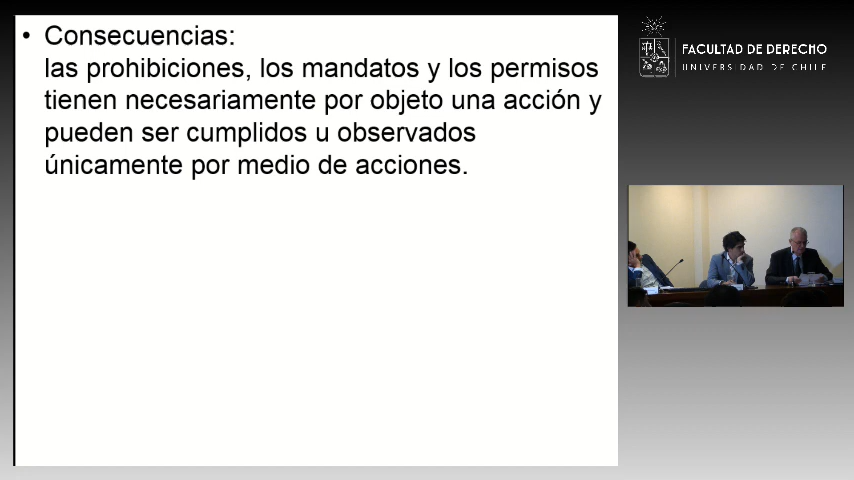 • Consecuencias:
las prohibiciones, los mandatos y los permisos
tienen necesariamente por objeto una acción y
pueden ser cumplidos u observados
únicamente por medio de acciones.
FACULTAD DE DERECHO
UNIVERSIDAD DE CHILE